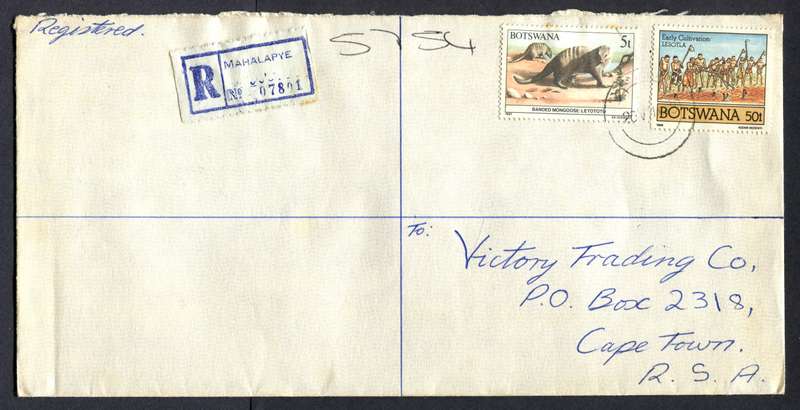 Registered.
MAHALAPYE
R
No 07801
5754
BOTSWANA
5t
BANDED MONGOOSE LETOTOTO
Early Cultivation
LESOTLA
BOTSWANA 50t
To:
Victory Trading Co,
P.O. Box 2318,
Cape Town.
R. S. A